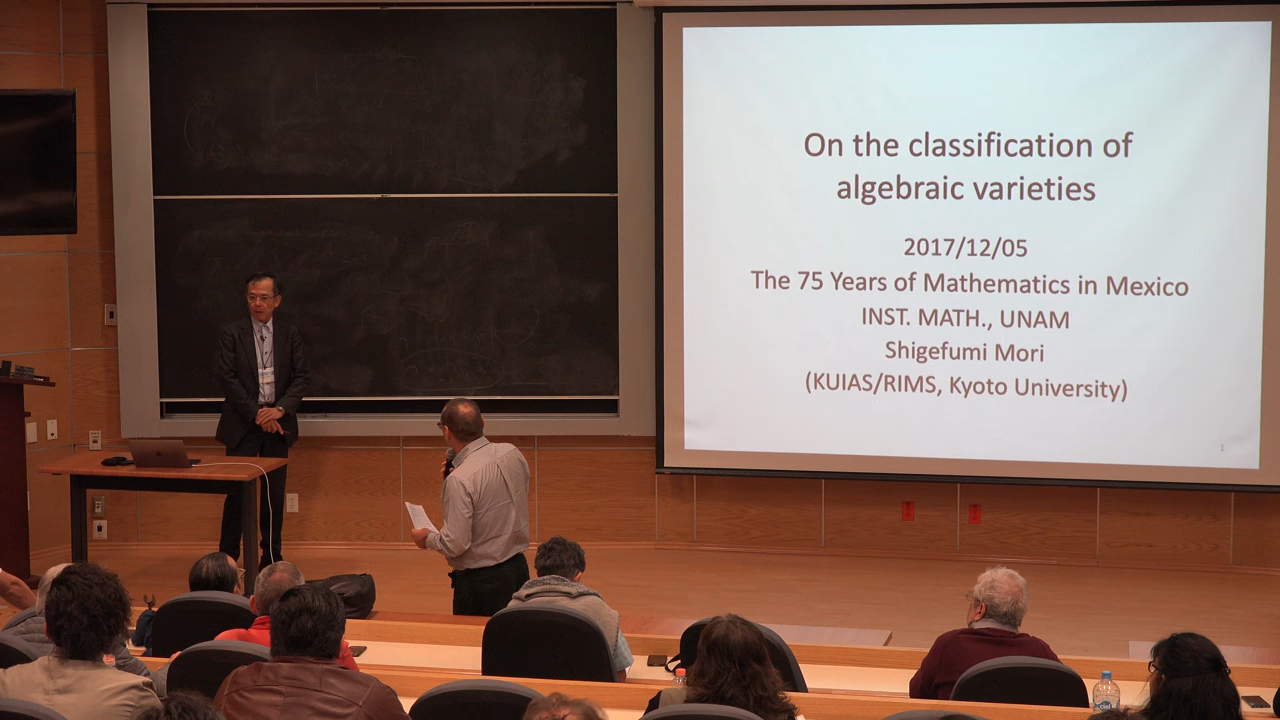 On the classification of
algebraic varieties
2017/12/05
The 75 Years of Mathematics in Mexico
INST. MATH., UNAM
Shigefumi Mori
(KUIAS/RIMS, Kyoto University)
1